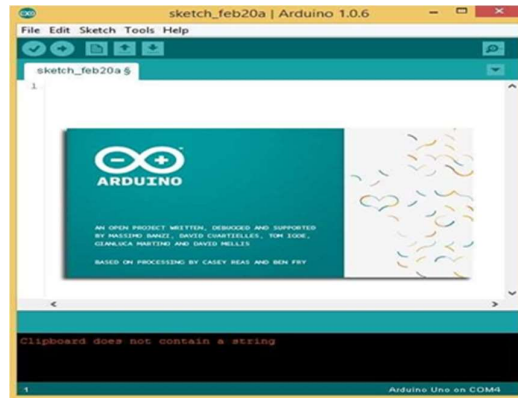 sketch_feb20a | Arduino 1.0.6
File Edit Sketch Tools Help
sketch_feb20a §
1
ARDUINO
AN OPEN PROJECT WRITTEN, DEBUGGED AND SUPPORTED
BY MASSIMO BANZI, DAVID CUARTIELLES, TOM IGOE,
GIANLUCA MARTINO AND DAVID MELLIS
BASED ON PROCESSING BY CASEY REAS AND BEN FRY
Clipboard does not contain a string
1 Arduino Uno on COM4